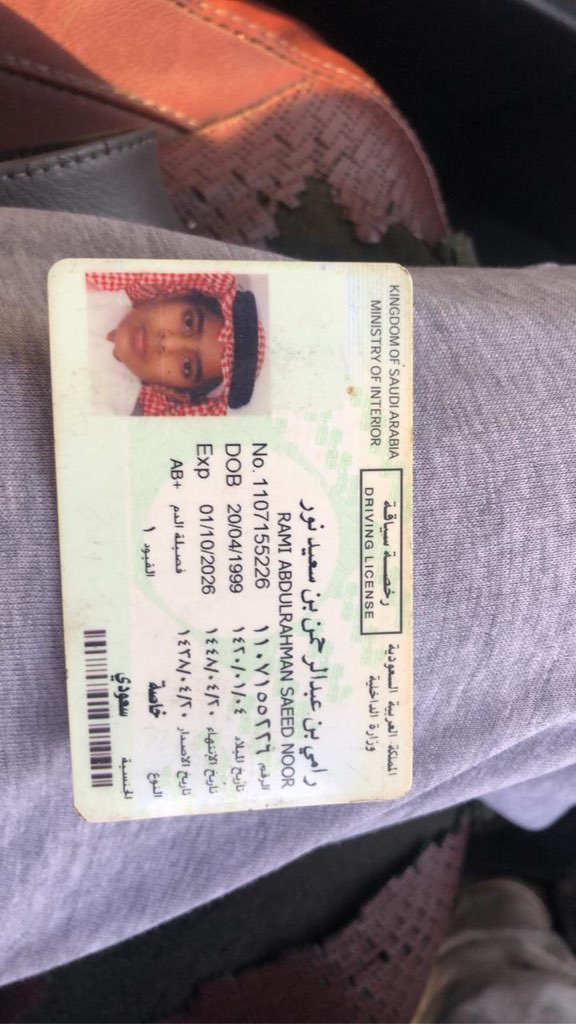 KINGDOM OF SAUDI ARABIA
MINISTRY OF INTERIOR
المملكة العربية السعودية
وزارة الداخلية
رخصة سياقة
DRIVING LICENSE
رامي بن عبدالرحمن بن سعيد نور
RAMI ABDULRAHMAN SAEED NOOR
No. 1107155226 الرقم ١١٠٧١٥٥٢٢٦
DOB 20/04/1999 تاريخ الميلاد ١٤٢٠/٠١/٠٤
Exp 01/10/2026 تاريخ الانتهاء ١٤٤٨/٠٤/٢٠
AB+ فصيلة الدم تاريخ الاصدار ١٤٣٨/٠٤/٢٠
النوع خاصة القيود ١
الجنسية سعودي